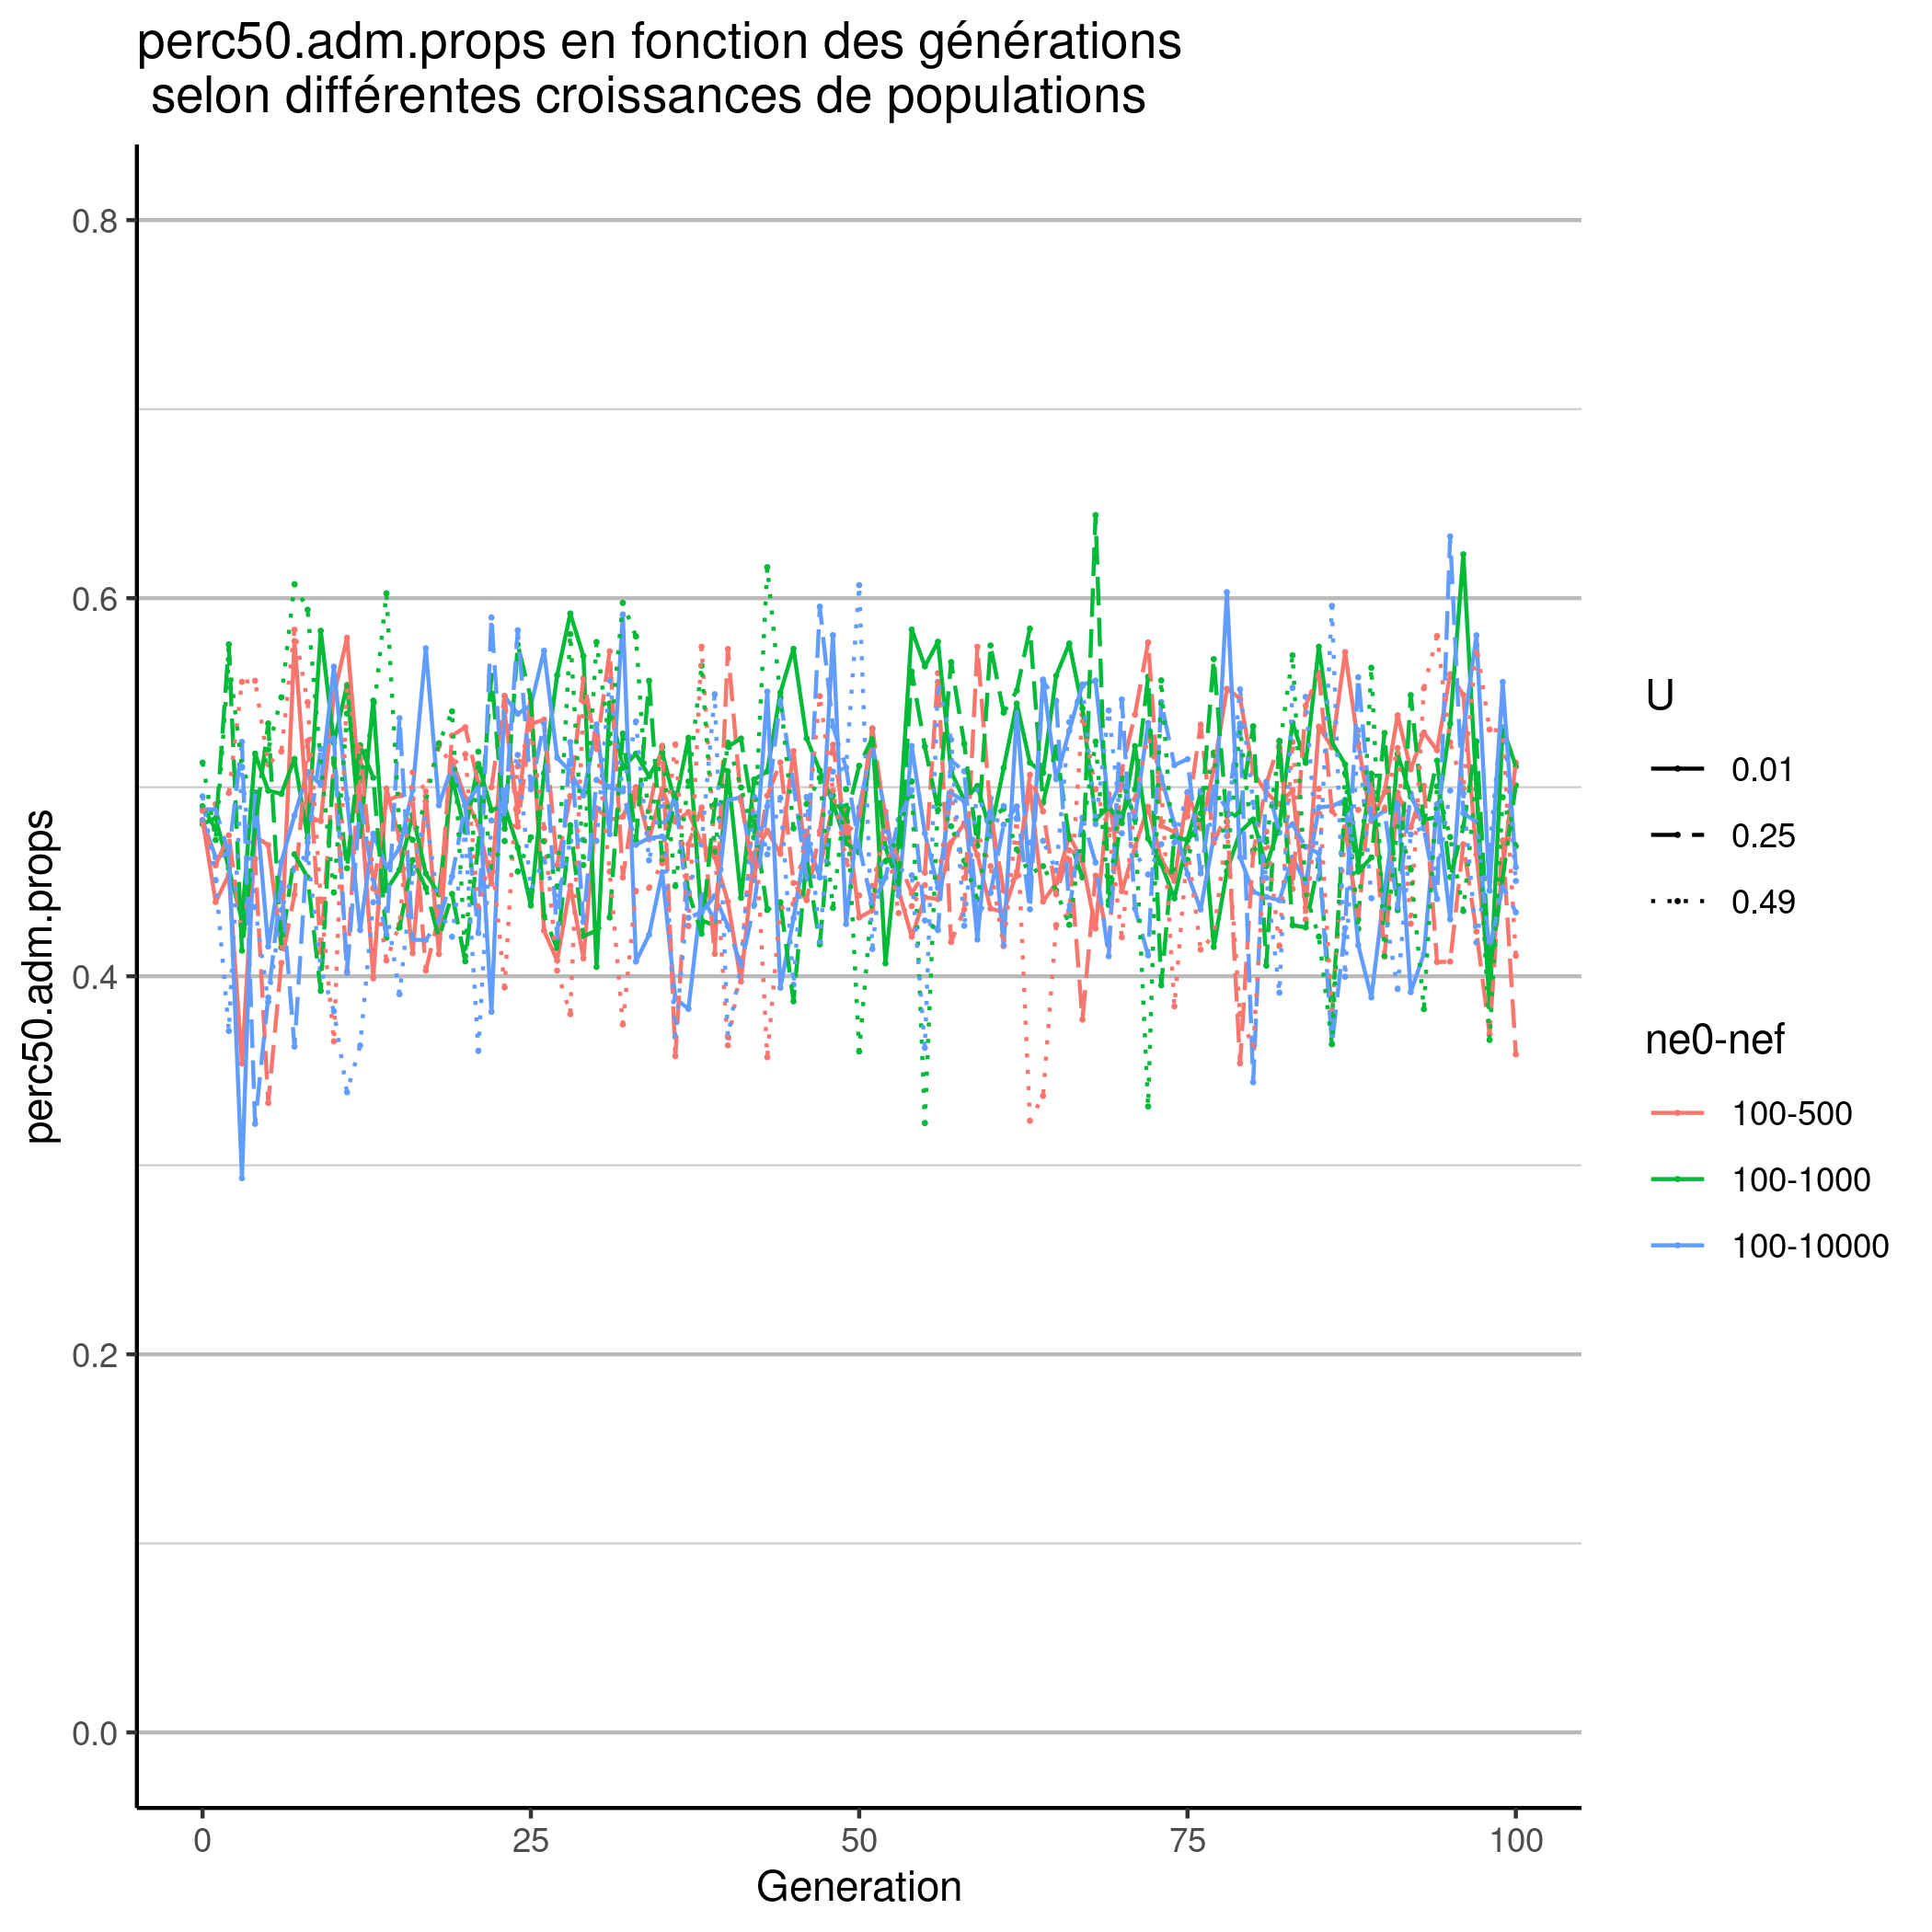 perc50.adm.props en fonction des générations
selon différentes croissances de populations
perc50.adm.props
0.8
0.6
0.4
0.2
0.0
0
25
50
75
100
Generation
U
0.01
0.25
0.49
ne0-nef
100-500
100-1000
100-10000